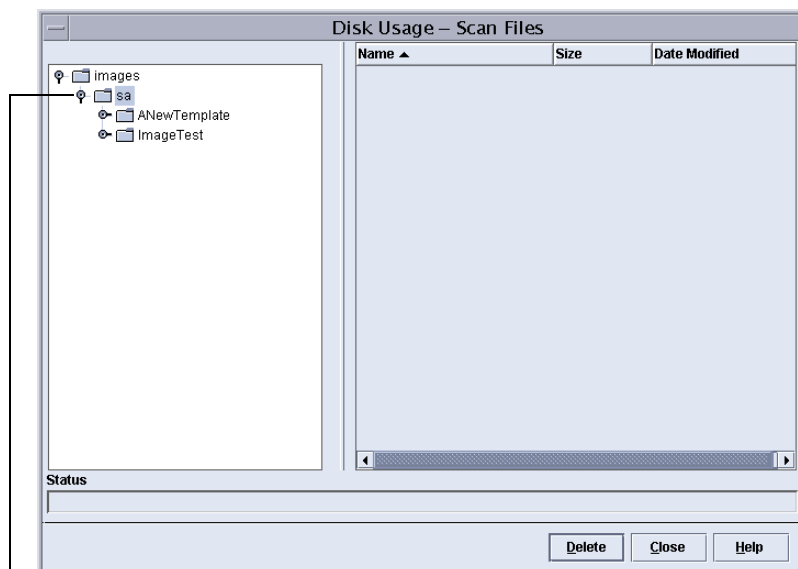 Disk Usage – Scan Files
Name Size Date Modified
images
sa
ANewTemplate
ImageTest
Status
Delete Close Help